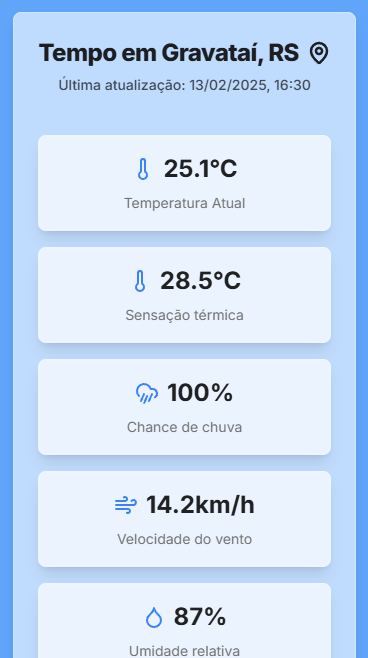 Tempo em Gravataí, RS
Última atualização: 13/02/2025, 16:30
25.1°C
Temperatura Atual
28.5°C
Sensação térmica
100%
Chance de chuva
14.2km/h
Velocidade do vento
87%
Umidade relativa